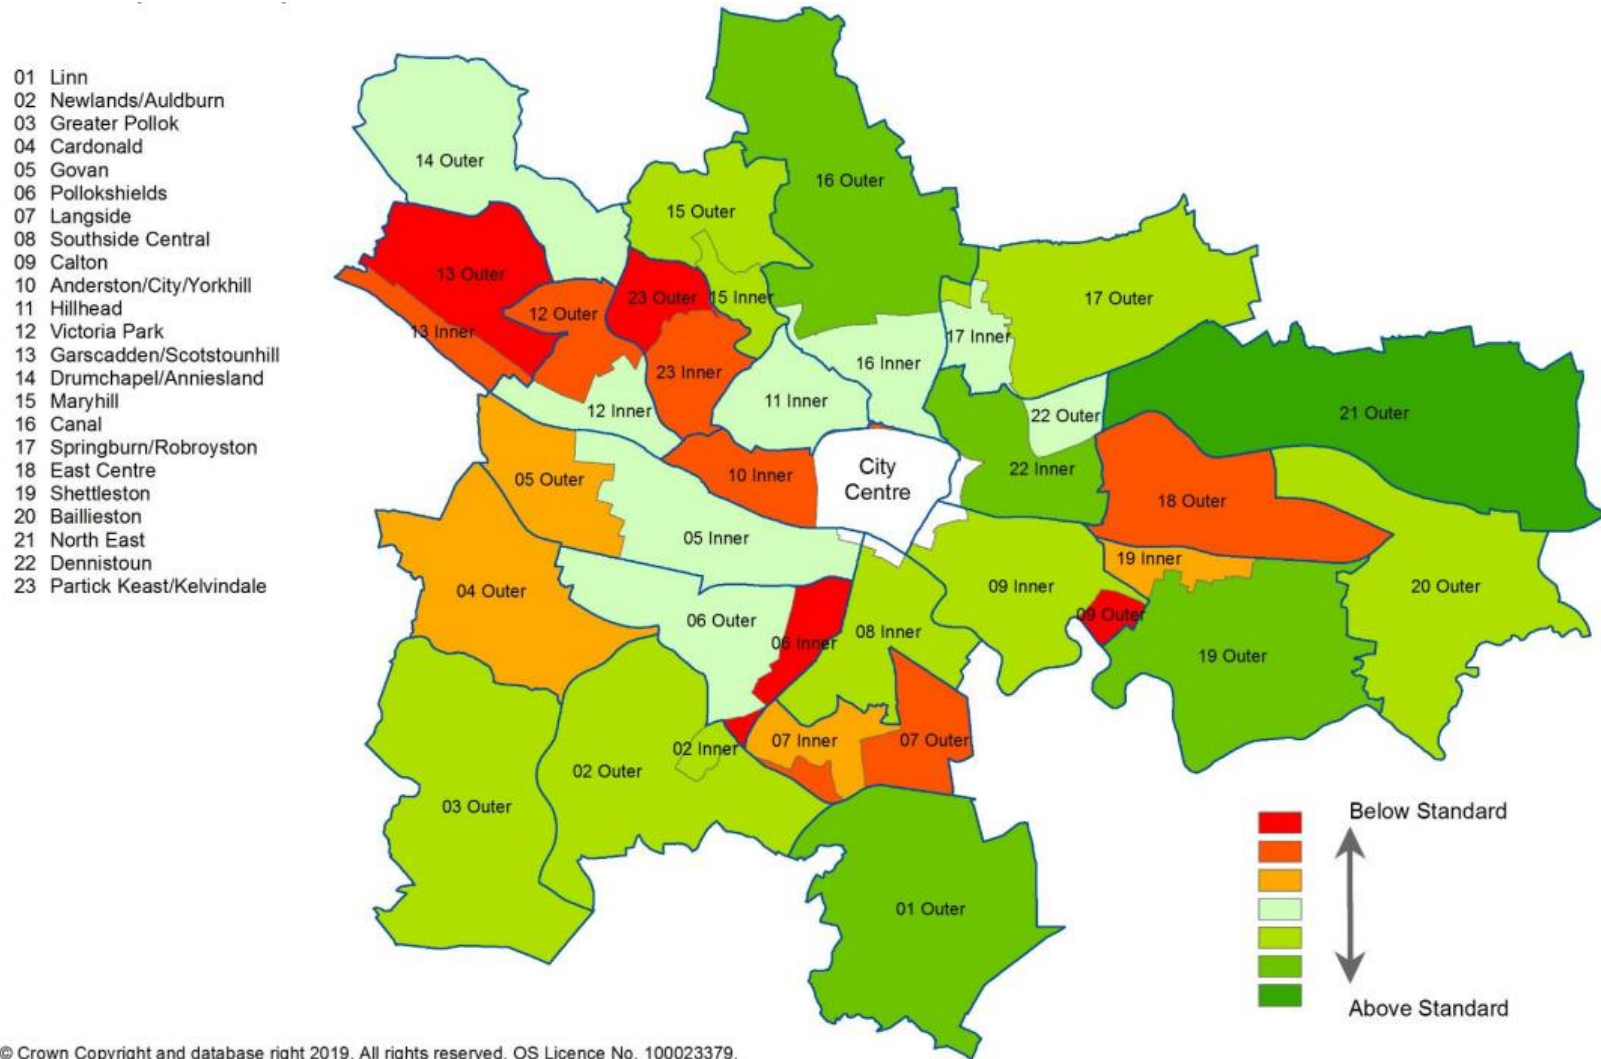 01 Linn
02 Newlands/Auldburn
03 Greater Pollok
04 Cardonald
05 Govan
06 Pollokshields
07 Langside
08 Southside Central
09 Calton
10 Anderston/City/Yorkhill
11 Hillhead
12 Victoria Park
13 Garscadden/Scotstounhill
14 Drumchapel/Anniesland
15 Maryhill
16 Canal
17 Springburn/Robroyston
18 East Centre
19 Shettleston
20 Baillieston
21 North East
22 Dennistoun
23 Partick Keast/Kelvindale
14 Outer
16 Outer
15 Outer
13 Outer
23 Outer
15 Inner
17 Outer
12 Outer
13 Inner
17 Inner
16 Inner
23 Inner
11 Inner
12 Inner
22 Outer
21 Outer
City
Centre
22 Inner
10 Inner
05 Outer
18 Outer
05 Inner
19 Inner
04 Outer
09 Inner
20 Outer
09 Outer
06 Outer
08 Inner
06 Inner
19 Outer
07 Inner
07 Outer
02 Inner
02 Outer
03 Outer
01 Outer
Below Standard
Above Standard
© Crown Copyright and database right 2019. All rights reserved. OS Licence No. 100023379.